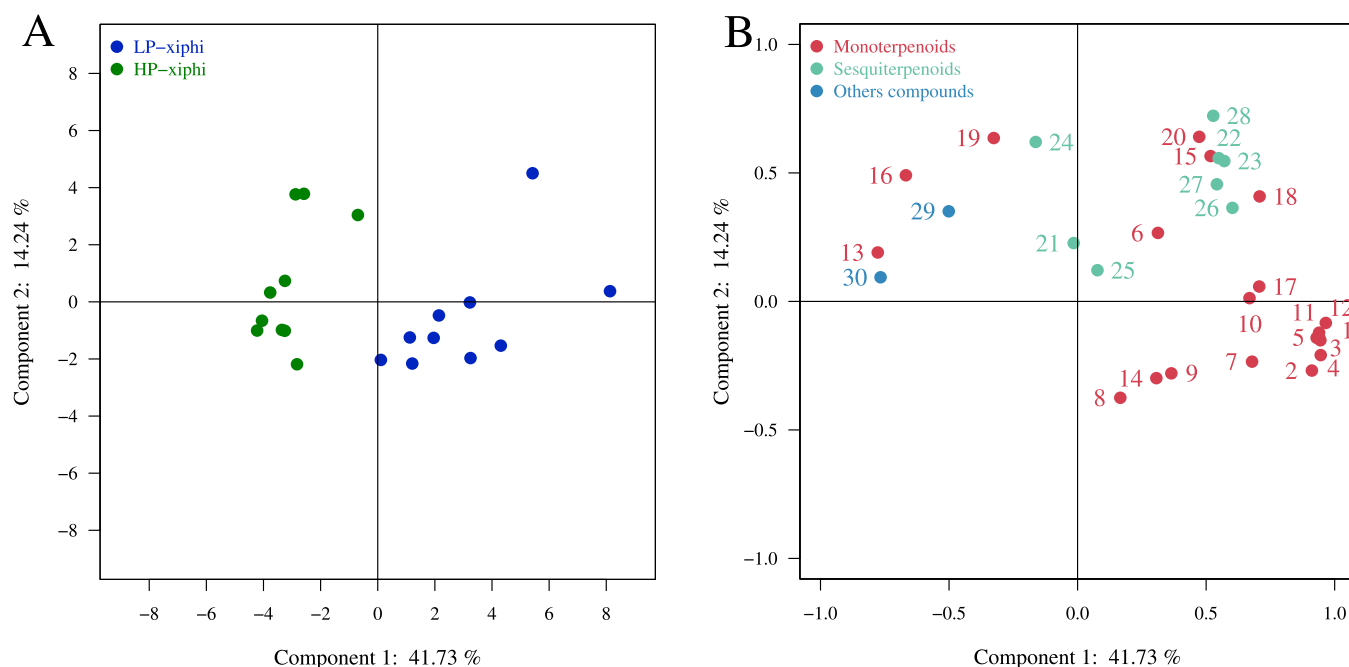 A
LP−xiphi
HP−xiphi
8
6
4
2
0
−2
−4
−6
−8
Component 2: 14.24 %
−8 −6 −4 −2 0 2 4 6 8
Component 1: 41.73 %
B
Monoterpenoids
Sesquiterpenoids
Others compounds
1.0
0.5
0.0
−0.5
−1.0
Component 2: 14.24 %
28
20 22
19 24
15 23
16 27
18
29 26
6
21
13 25
30
17
11 12
10
5 1
3
7
14 9 2 4
8
−1.0 −0.5 0.0 0.5 1.0
Component 1: 41.73 %